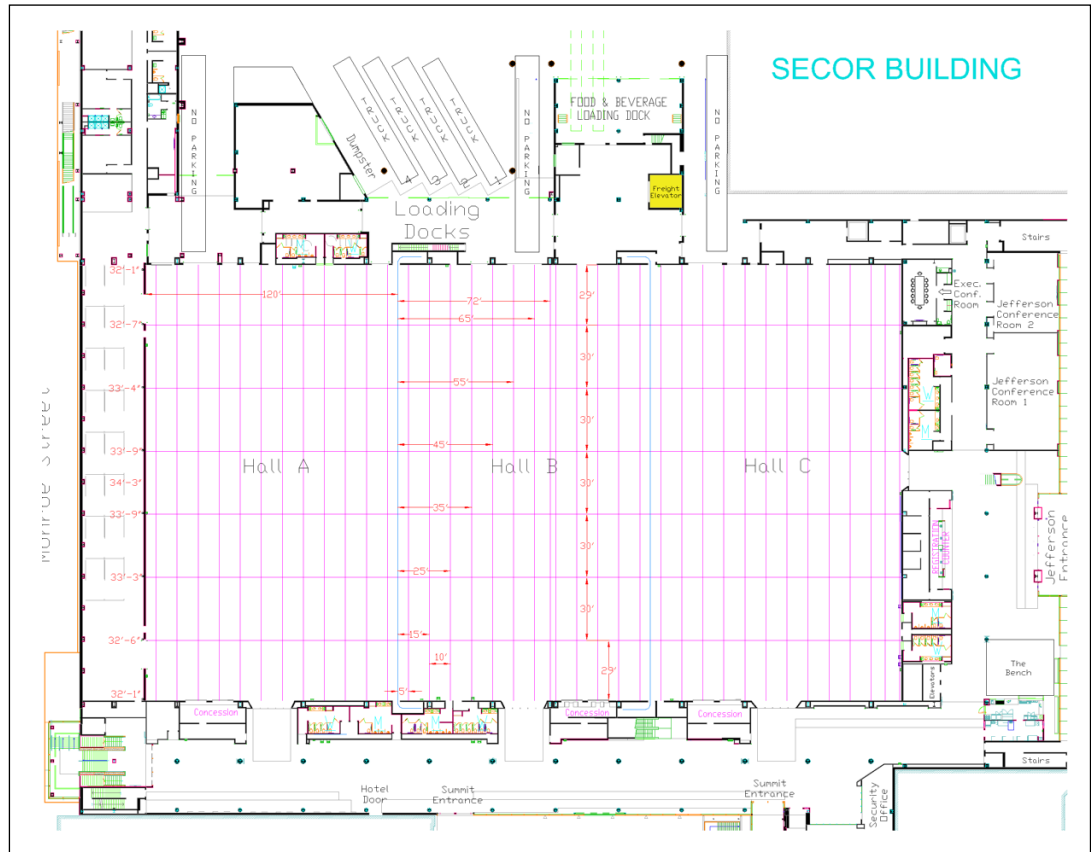 SECOR BUILDING
NO PARKING
TRUCK
TRUCK
TRUCK
TRUCK
4
3
2
1
Dumpster
NO PARKING
FOOD & BEVERAGE
LOADING DOCK
Freight
Elevator
NO PARKING
Loading
Docks
M
W
Stairs
Exec.
Conf.
Room
Jefferson
Conference
Room 2
Jefferson
Conference
Room 1
W
M
32'-1"
32'-7"
33'-4"
33'-9"
34'-3"
33'-9"
33'-3"
32'-6"
32'-1"
120'
72'
65'
55'
45'
35'
25'
15'
10'
5'
29'
30'
30'
30'
30'
30'
29'
Hall A
Hall B
Hall C
REGISTRATION
COUNTER
Jefferson
Entrance
M
W
The
Bench
Elevators
Concession
Concession
Concession
W
M
M
W
Stairs
Hotel
Door
Summit
Entrance
Summit
Entrance
Security
Office